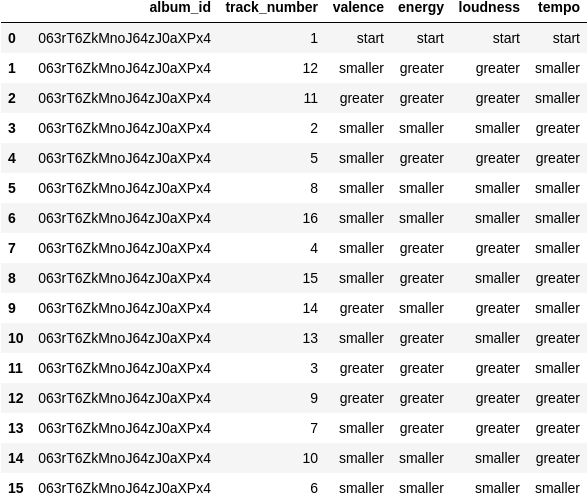 album_id track_number valence energy loudness tempo
0 063rT6ZkMnoJ64zJ0aXPx4 1 start start start start
1 063rT6ZkMnoJ64zJ0aXPx4 12 smaller greater greater smaller
2 063rT6ZkMnoJ64zJ0aXPx4 11 greater greater greater smaller
3 063rT6ZkMnoJ64zJ0aXPx4 2 smaller smaller smaller greater
4 063rT6ZkMnoJ64zJ0aXPx4 5 smaller greater greater greater
5 063rT6ZkMnoJ64zJ0aXPx4 8 smaller smaller smaller smaller
6 063rT6ZkMnoJ64zJ0aXPx4 16 smaller smaller smaller smaller
7 063rT6ZkMnoJ64zJ0aXPx4 4 smaller greater greater smaller
8 063rT6ZkMnoJ64zJ0aXPx4 15 smaller greater smaller greater
9 063rT6ZkMnoJ64zJ0aXPx4 14 greater smaller greater smaller
10 063rT6ZkMnoJ64zJ0aXPx4 13 smaller greater smaller greater
11 063rT6ZkMnoJ64zJ0aXPx4 3 greater greater greater smaller
12 063rT6ZkMnoJ64zJ0aXPx4 9 greater greater greater greater
13 063rT6ZkMnoJ64zJ0aXPx4 7 smaller greater greater greater
14 063rT6ZkMnoJ64zJ0aXPx4 10 smaller smaller smaller greater
15 063rT6ZkMnoJ64zJ0aXPx4 6 smaller smaller smaller smaller